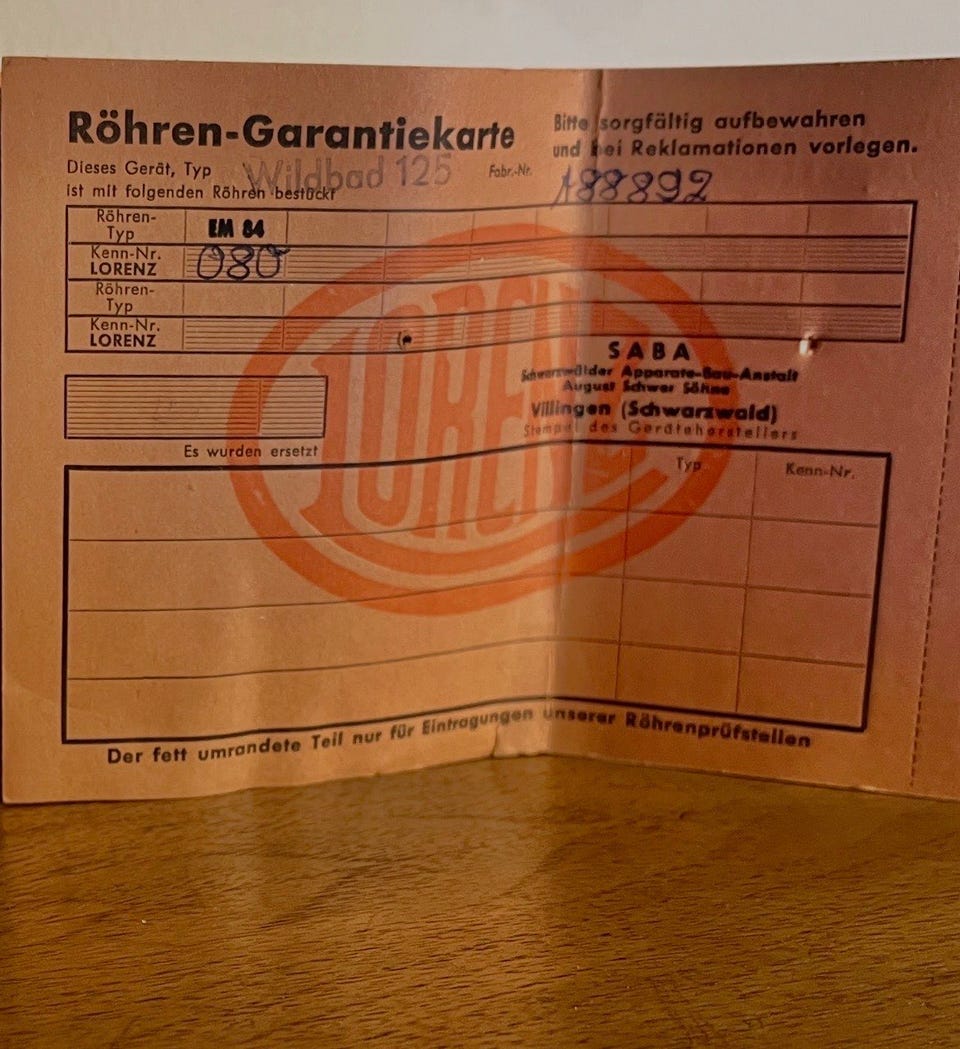 Röhren-Garantiekarte
Bitte sorgfältig aufbewahren
und bei Reklamationen vorlegen.
Dieses Gerät, Typ Wildbad 125 Fabr.-Nr. A88892
ist mit folgenden Röhren bestückt
Röhren-
Typ EM 84
Kenn-Nr. 080
LORENZ
Röhren-
Typ
Kenn-Nr.
LORENZ
LORENZ
SABA
Schwarzwälder Apparate-Bau-Anstalt
August Schwer Söhne
Villingen (Schwarzwald)
Stempel des Geräteherstellers
Es wurden ersetzt
Typ Kenn-Nr.
Der fett umrandete Teil nur für Eintragungen unserer Röhrenprüfstellen